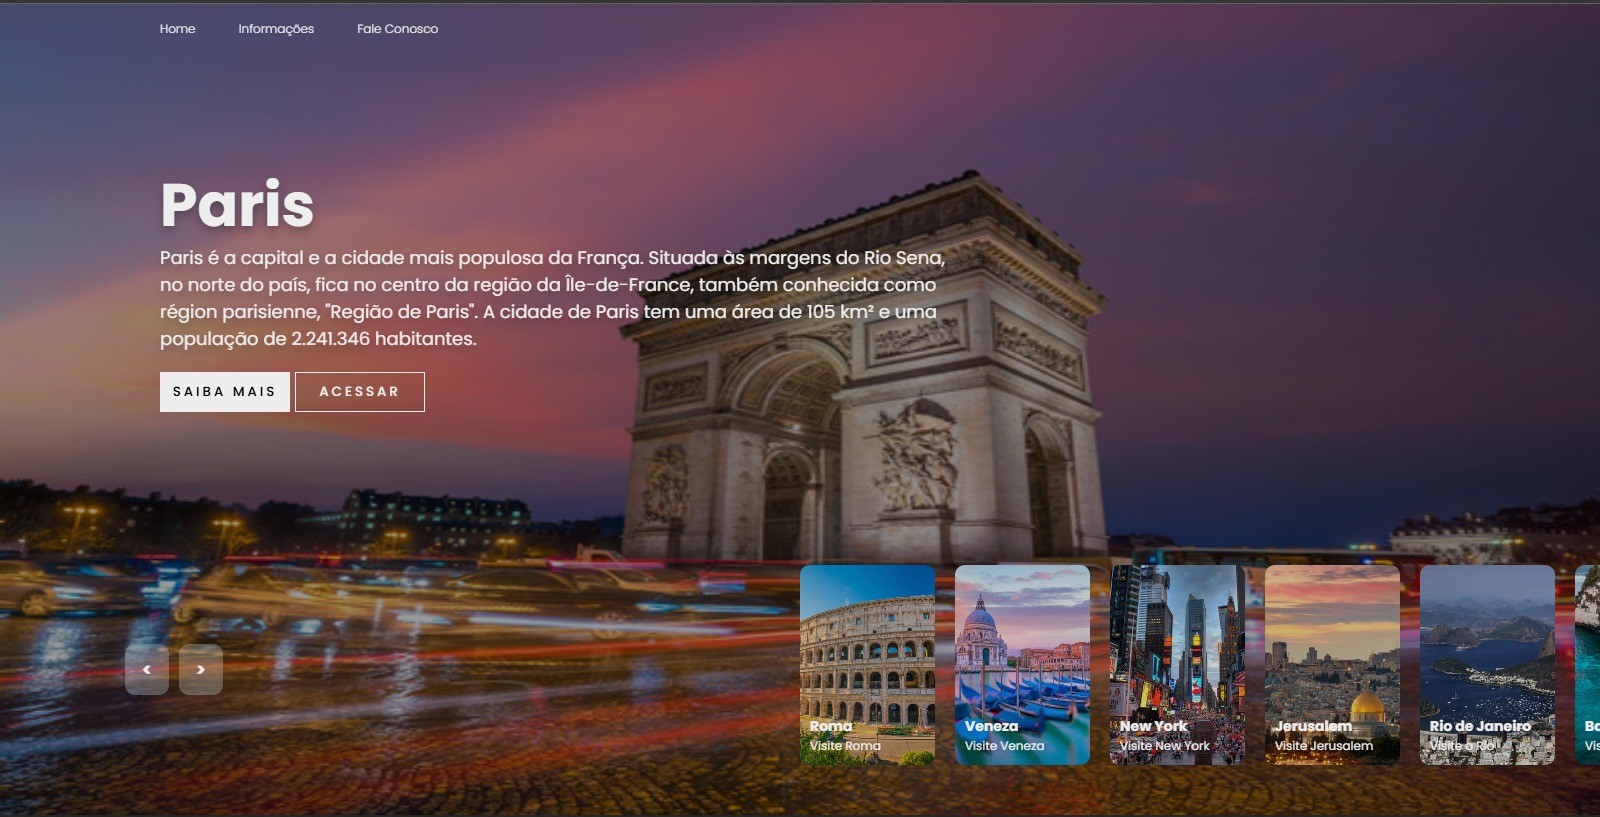 Home Informações Fale Conosco
Paris
Paris é a capital e a cidade mais populosa da França. Situada às margens do Rio Sena,
no norte do país, fica no centro da região da Île-de-France, também conhecida como
région parisienne, "Região de Paris". A cidade de Paris tem uma área de 105 km² e uma
população de 2.241.346 habitantes.
SAIBA MAIS ACESSAR
< >
Roma
Visite Roma
Veneza
Visite Veneza
New York
Visite New York
Jerusalem
Visite Jerusalem
Rio de Janeiro
Visite o Rio